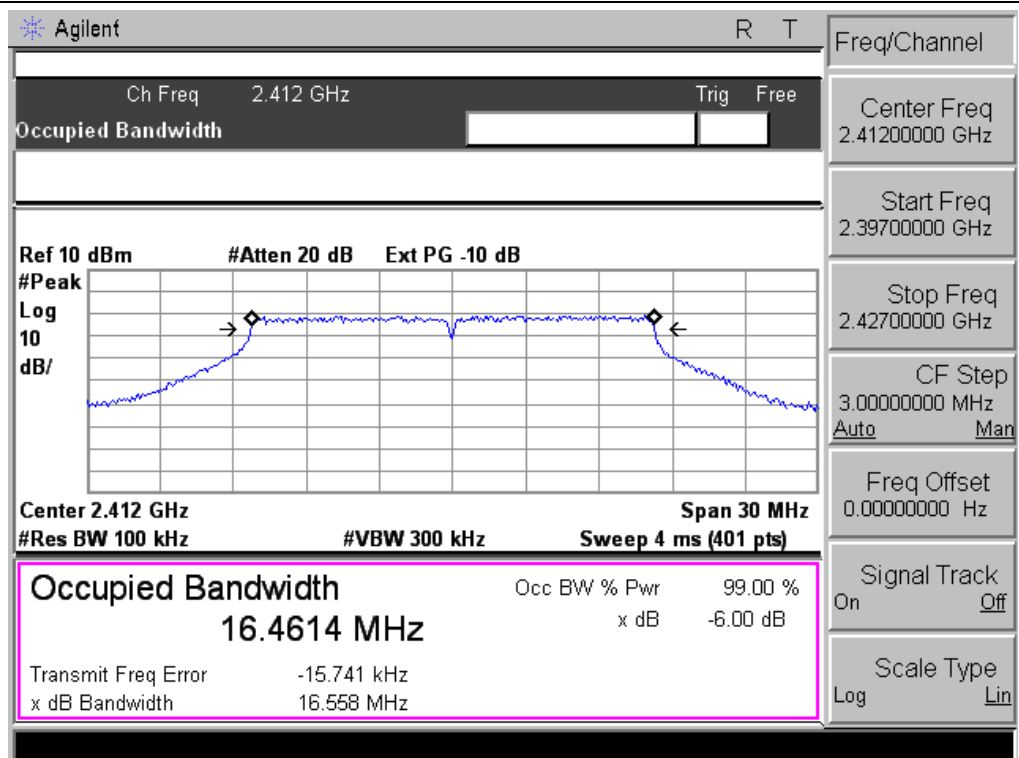 Agilent R T
Ch Freq 2.412 GHz Trig Free
Occupied Bandwidth
Ref 10 dBm #Atten 20 dB Ext PG -10 dB
#Peak
Log
10
dB/
Center 2.412 GHz Span 30 MHz
#Res BW 100 kHz #VBW 300 kHz Sweep 4 ms (401 pts)
Occupied Bandwidth Occ BW % Pwr 99.00 %
16.4614 MHz x dB -6.00 dB
Transmit Freq Error -15.741 kHz
x dB Bandwidth 16.558 MHz
Freq/Channel
Center Freq
2.41200000 GHz
Start Freq
2.39700000 GHz
Stop Freq
2.42700000 GHz
CF Step
3.00000000 MHz
Auto Man
Freq Offset
0.00000000 Hz
Signal Track
On Off
Scale Type
Log Lin